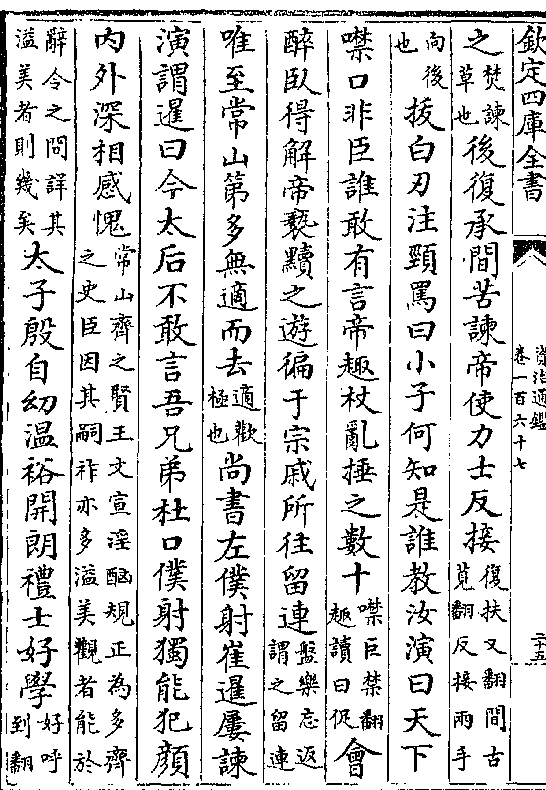 欽定四庫全書
資治通鑑
卷一百六十七
二十五
之焚諫草也後復承間苦諫帝使力士反接復扶又翻間古莧翻反接兩手
向後也拔白刃注頸罵曰小子何知是誰教汝演曰天下
噤口非臣誰敢有言帝趣杖亂捶之數十噤巨禁翻趣讀曰促會
醉臥得解帝褻黷之遊徧于宗戚所往留連盤樂忘返謂之留連
唯至常山第多無適而去適歡極也尚書左僕射崔暹屢諫
演謂暹曰今太后不敢言吾兄弟杜口僕射獨能犯顔
内外深相感愧常山齊之賢王文宣淫酗規正為多齊之史臣因其嗣祚亦多溢美觀者能於
辭令之間詳其溢美者則幾矣太子殷自幼温裕開朗禮士好學好呼到翻